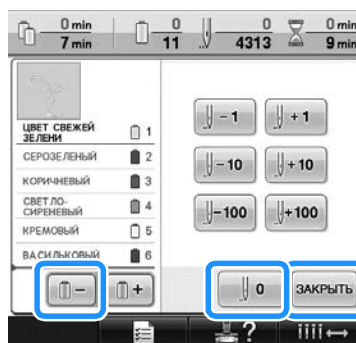 0 min 0 0 0 min
7 min 11 4313 9 min
ЦВЕТ СВЕЖЕЙ
ЗЕЛЕНИ 1
СЕРОЗЕЛЕНЫЙ 2
КОРИЧНЕВЫЙ 3
СВЕТЛО-
СИРЕНЕВЫЙ 4
КРЕМОВЫЙ 5
ВАСИЛЬКОВЫЙ 6
- 1 + 1
- 10 + 10
-100 +100
- + 0 ЗАКРЫТЬ
?